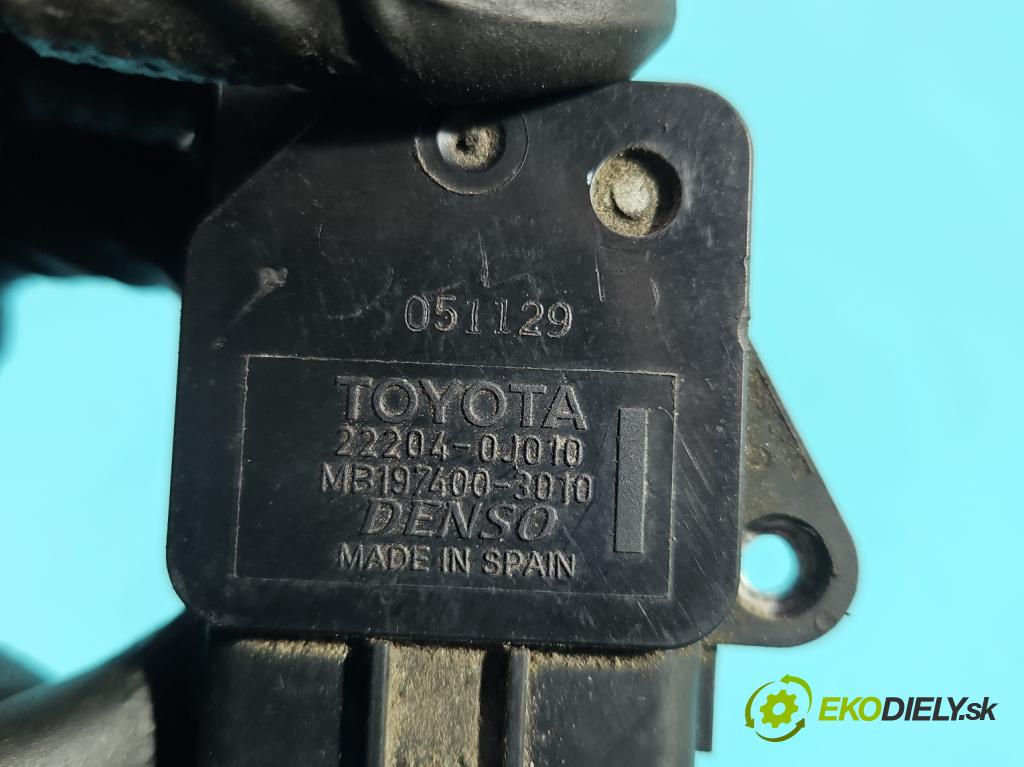 051129
TOYOTA
22204-0J010
MB197400-3010
DENSO
MADE IN SPAIN
EKODIELY.sk